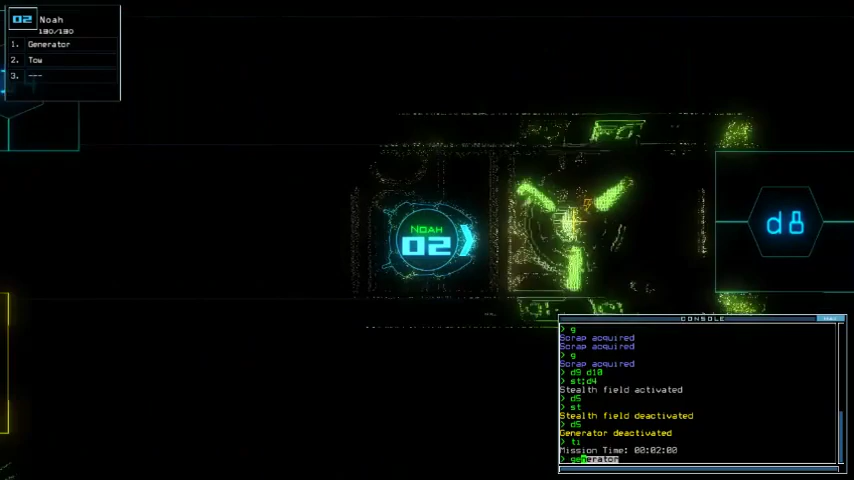 02 Noah
180/180
1. Generator
2. Tow
3. ---
Noah
02
d8
CONSOLE
> g
Scrap acquired
Scrap acquired
> g
Scrap acquired
> d9 d10
> st;d4
Stealth field activated
> d5
> st
Stealth field deactivated
> d5
Generator deactivated
> ti
Mission Time: 00:02:00
> generator